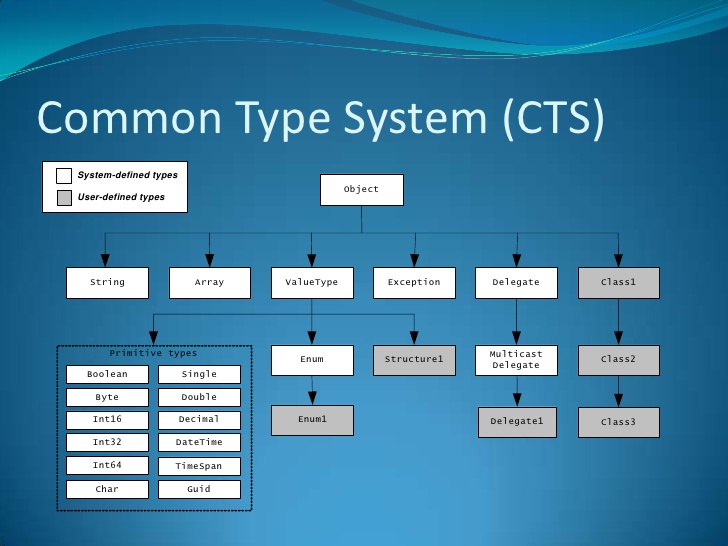 Common Type System (CTS)
System-defined types
User-defined types
Object
String
Array
ValueType
Exception
Delegate
Class1
Primitive types
Boolean
Single
Byte
Double
Int16
Decimal
Int32
DateTime
Int64
TimeSpan
Char
Guid
Enum
Structure1
Multicast
Delegate
Class2
Enum1
Delegate1
Class3